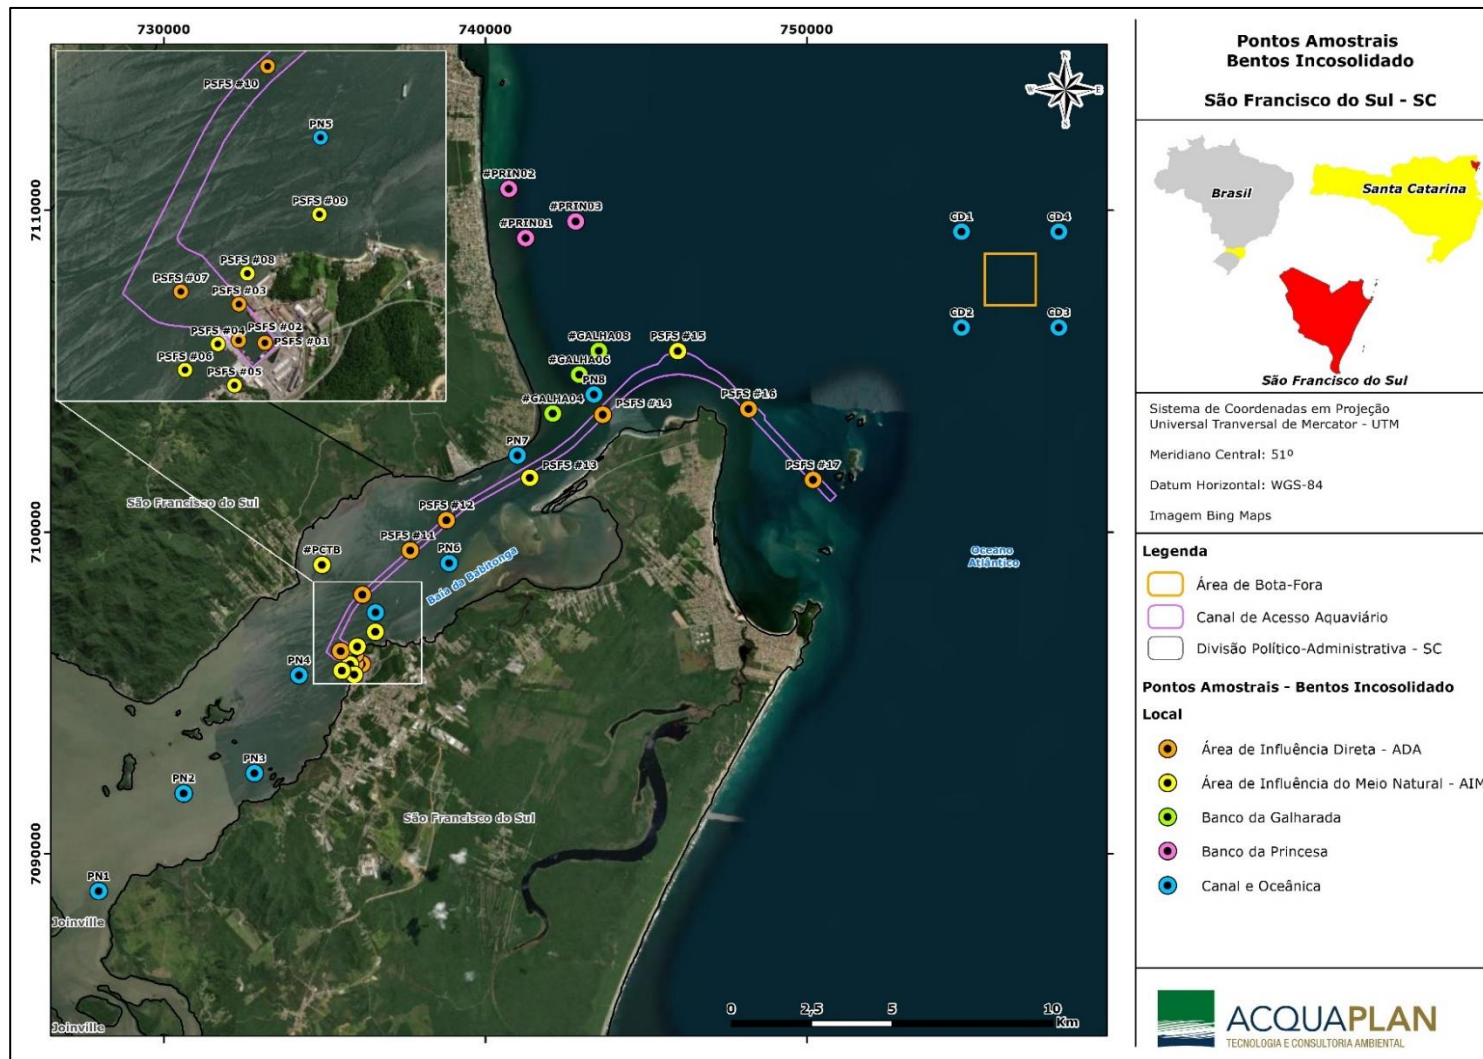 730000
740000
750000
7110000
7100000
7090000
N
W
E
S
PSFS #10
PN5
PSFS #09
PSFS #08
PSFS #07
PSFS #03
PSFS #04
PSFS #02
PSFS #01
PSFS #06
PSFS #05
#PRIN02
#PRIN03
#PRIN01
CD1
CD4
CD2
CD3
#GALHA08
PSFS #15
#GALHA06
PN8
#GALHA04
PSFS #14
PSFS #16
PN7
PSFS #13
PSFS #17
São Francisco do Sul
PSFS #12
PSFS #11
#PCTB
PN6
Baia da Babitonga
Oceano
Atlântico
PN4
PN3
PN2
São Francisco do Sul
PN1
Joinville
Joinville
0
2,5
5
10
Km
Pontos Amostrais
Bentos Incosolidado
São Francisco do Sul - SC
Brasil
Santa Catarina
São Francisco do Sul
Sistema de Coordenadas em Projeção
Universal Tranversal de Mercator - UTM
Meridiano Central: 51º
Datum Horizontal: WGS-84
Imagem Bing Maps
Legenda
Área de Bota-Fora
Canal de Acesso Aquaviário
Divisão Político-Administrativa - SC
Pontos Amostrais - Bentos Incosolidado
Local
Área de Influência Direta - ADA
Área de Influência do Meio Natural - AIM
Banco da Galharada
Banco da Princesa
Canal e Oceânica
ACQUAPLAN
TECNOLOGIA E CONSULTORIA AMBIENTAL